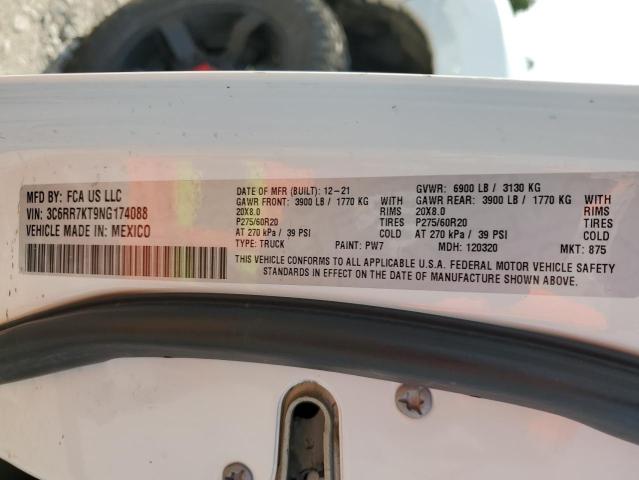 MFD BY: FCA US LLC
VIN: 3C6RR7KT9NG174088
VEHICLE MADE IN: MEXICO
DATE OF MFR (BUILT): 12-21 GVWR: 6900 LB / 3130 KG
GAWR FRONT: 3900 LB / 1770 KG WITH GAWR REAR: 3900 LB / 1770 KG WITH
20X8.0 RIMS 20X8.0 RIMS
P275/60R20 TIRES P275/60R20 TIRES
AT 270 kPa / 39 PSI COLD AT 270 kPa / 39 PSI COLD
TYPE: TRUCK PAINT: PW7 MDH: 120320 MKT: 875
THIS VEHICLE CONFORMS TO ALL APPLICABLE U.S.A. FEDERAL MOTOR VEHICLE SAFETY
STANDARDS IN EFFECT ON THE DATE OF MANUFACTURE SHOWN ABOVE.